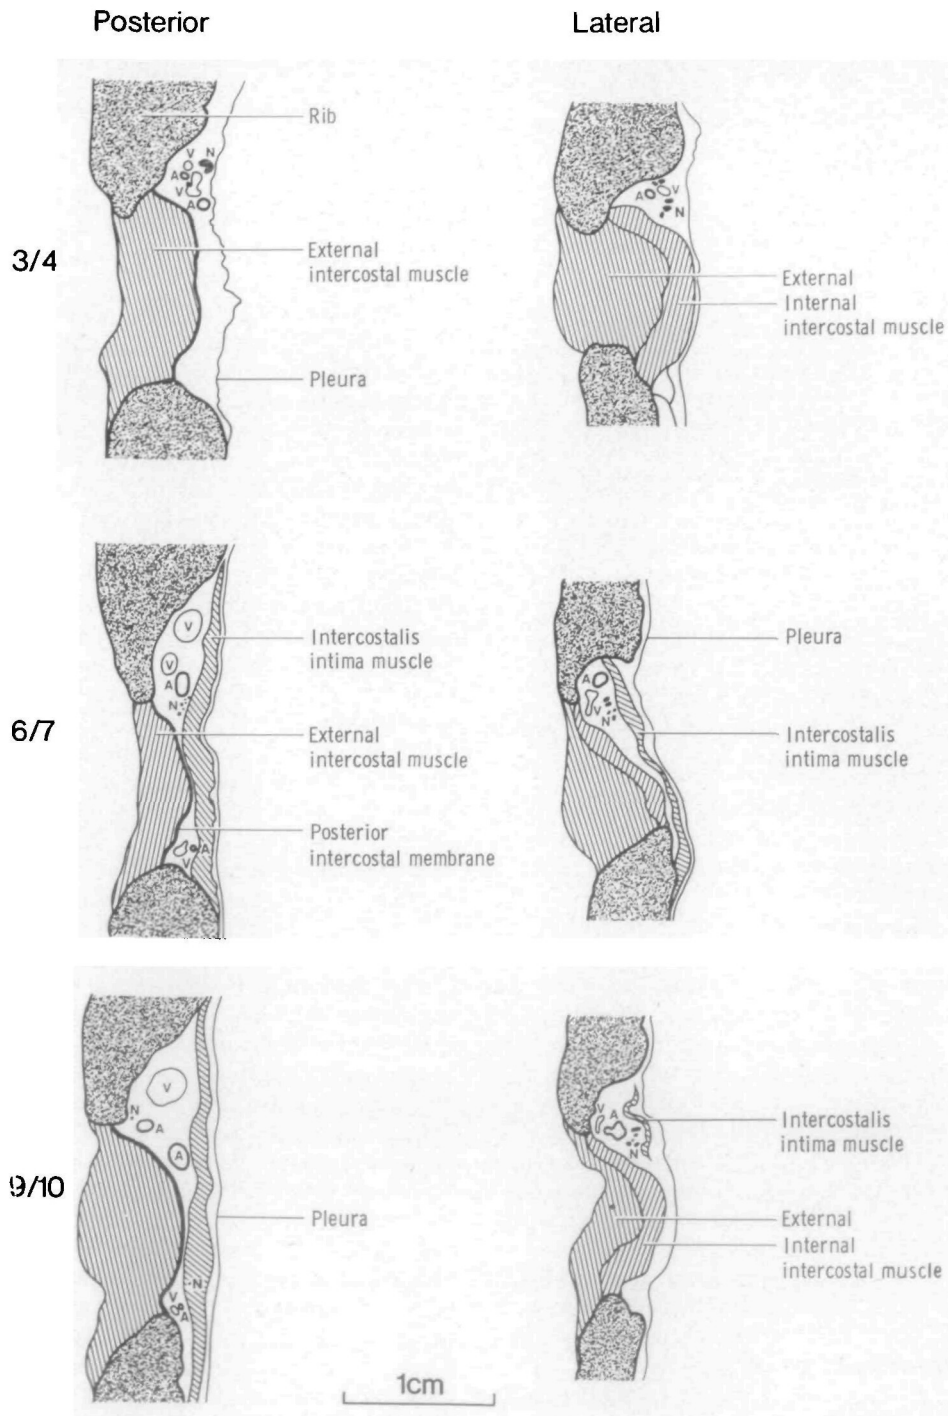 Posterior
Lateral
3/4
Rib
V N
A
V
A
External
intercostal muscle
Pleura
A V
N
External
Internal
intercostal muscle
6/7
V
V
A
N
Intercostalis
intima muscle
External
intercostal muscle
Posterior
intercostal membrane
A
V
Pleura
A
V
N
Intercostalis
intima muscle
9/10
V
N
A
A
Pleura
N
V
A
V A
N
Intercostalis
intima muscle
External
Internal
intercostal muscle
1cm